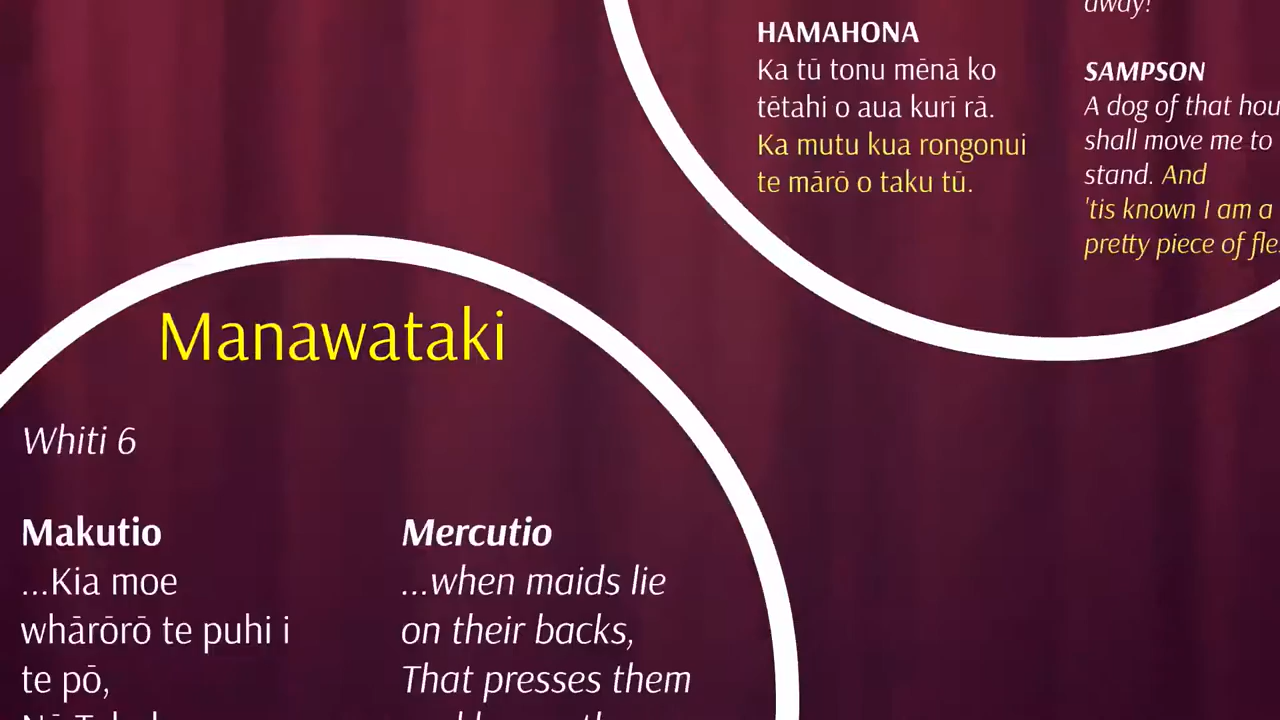 HAMAHONA
Ka tū tonu mēnā ko
tētahi o aua kurī rā.
Ka mutu kua rongonui
te mārō o taku tū.
away!
SAMPSON
A dog of that
shall move me to
stand. And
'tis known I am a
pretty piece of
Manawataki
Whiti 6
Makutio
...Kia moe
whārōrō te puhi i
te pō,
Mercutio
...when maids lie
on their backs,
That presses them